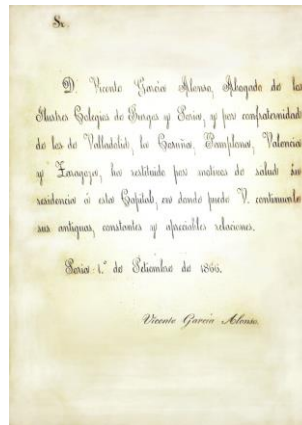 Sr.
D. Vicente García Alonso, Abogado de los
Ilustres Colegios de Burgos y Soria, y por confraternidad
de los de Valladolid, la Coruña, Pamplona, Valencia
y Zaragoza, ha restituido por motivos de salud su
residencia á esta Capital, en donde puede V. continuarle
sus antiguas, constantes y apreciables relaciones.
Soria 1.º de Setiembre de 1866.
Vicente García Alonso.